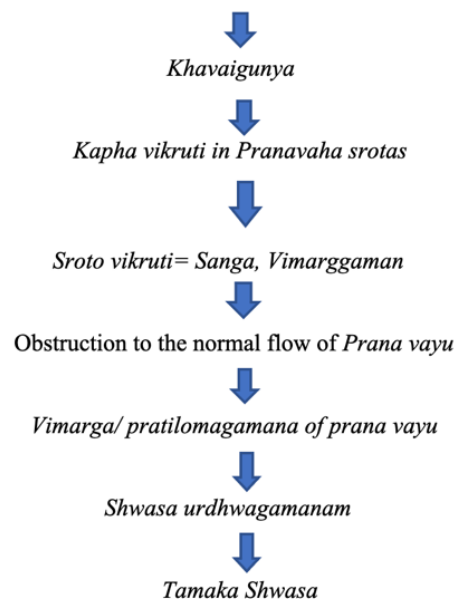 Khavaigunya
Kapha vikruti in Pranavaha srotas
Sroto vikruti= Sanga, Vimarggaman
Obstruction to the normal flow of Prana vayu
Vimarga/ pratilomagamana of prana vayu
Shwasa urdhwagamanam
Tamaka Shwasa